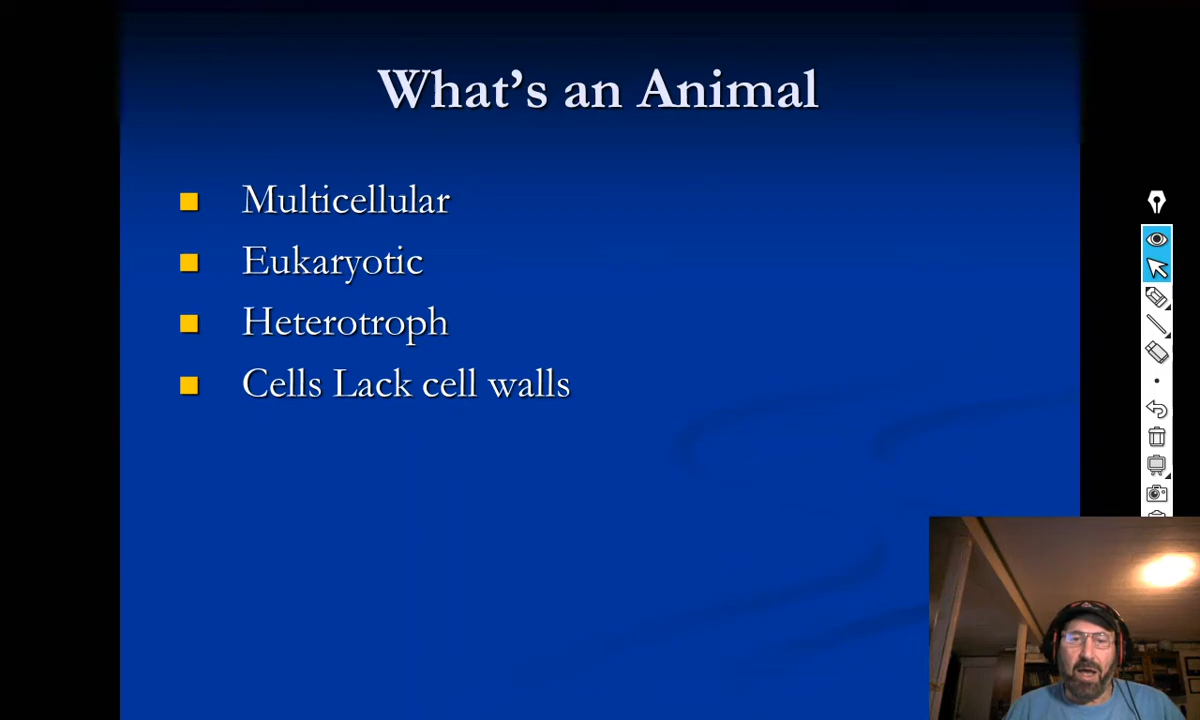 What's an Animal
Multicellular
Eukaryotic
Heterotroph
Cells Lack cell walls